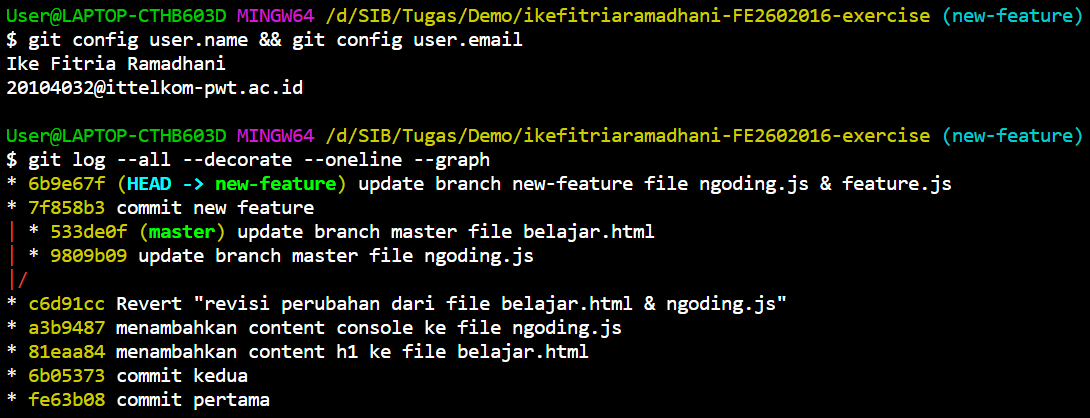 User@LAPTOP-CTHB603D MINGW64 /d/SIB/Tugas/Demo/ikefitriaramadhani-FE2602016-exercise (new-feature)
$ git config user.name && git config user.email
Ike Fitria Ramadhani
20104032@ittelkom-pwt.ac.id
User@LAPTOP-CTHB603D MINGW64 /d/SIB/Tugas/Demo/ikefitriaramadhani-FE2602016-exercise (new-feature)
$ git log --all --decorate --oneline --graph
* 6b9e67f (HEAD -> new-feature) update branch new-feature file ngoding.js & feature.js
* 7f858b3 commit new feature
| * 533de0f (master) update branch master file belajar.html
| * 9809b09 update branch master file ngoding.js
|/
* c6d91cc Revert "revisi perubahan dari file belajar.html & ngoding.js"
* a3b9487 menambahkan content console ke file ngoding.js
* 81eaa84 menambahkan content h1 ke file belajar.html
* 6b05373 commit kedua
* fe63b08 commit pertama